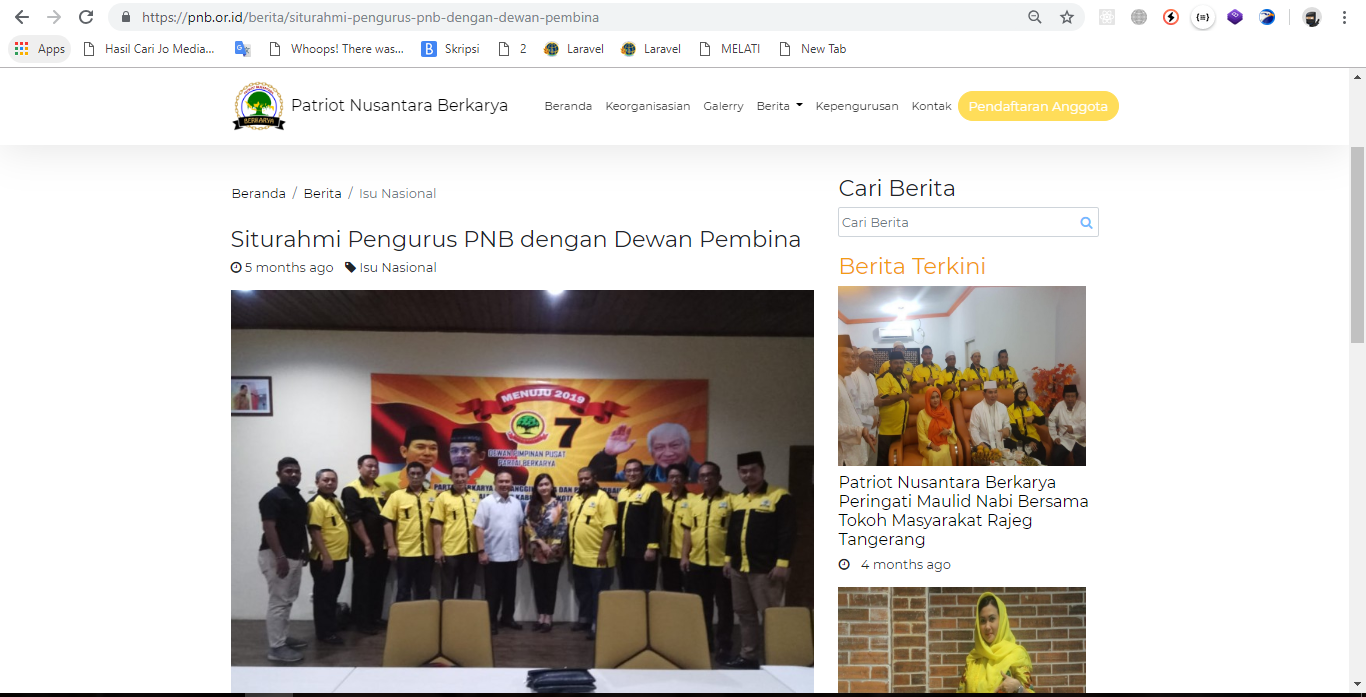 https://pnb.or.id/berita/siturahmi-pengurus-pnb-dengan-dewan-pembina
Apps Hasil Cari Jo Media... Whoops! There was... B Skripsi 2 Laravel Laravel MELATI New Tab
BERKARYA
Patriot Nusantara Berkarya Beranda Keorganisasian Galerry Berita Kepengurusan Kontak Pendaftaran Anggota
Beranda / Berita / Isu Nasional
Siturahmi Pengurus PNB dengan Dewan Pembina
5 months ago Isu Nasional
MENUJU 2019
7
DEWAN PIMPINAN PUSAT
PARTAI BERKARYA
PARTAI BERKARYA
Cari Berita
Cari Berita
Berita Terkini
Patriot Nusantara Berkarya
Peringati Maulid Nabi Bersama
Tokoh Masyarakat Rajeg
Tangerang
4 months ago